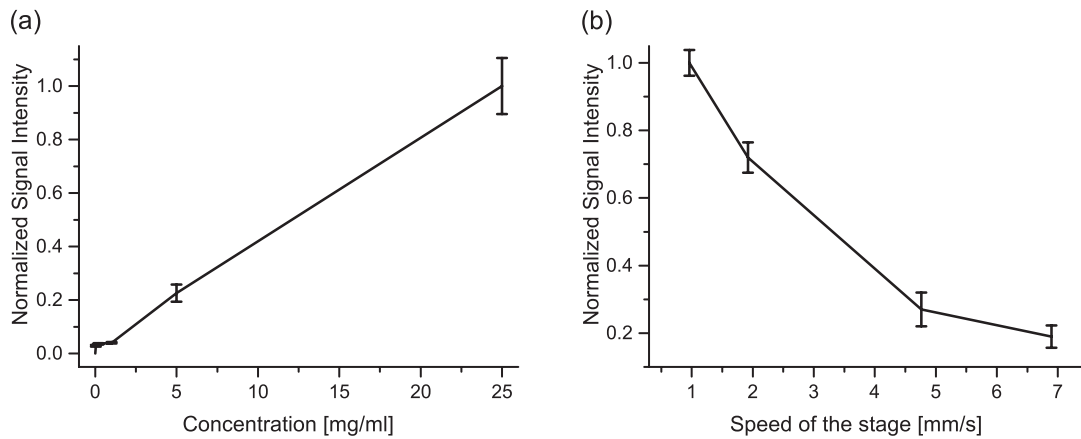 (a)
Normalized Signal Intensity
1.0
0.8
0.6
0.4
0.2
0.0
0 5 10 15 20 25
Concentration [mg/ml]
(b)
Normalized Signal Intensity
1.0
0.8
0.6
0.4
0.2
1 2 3 4 5 6 7
Speed of the stage [mm/s]